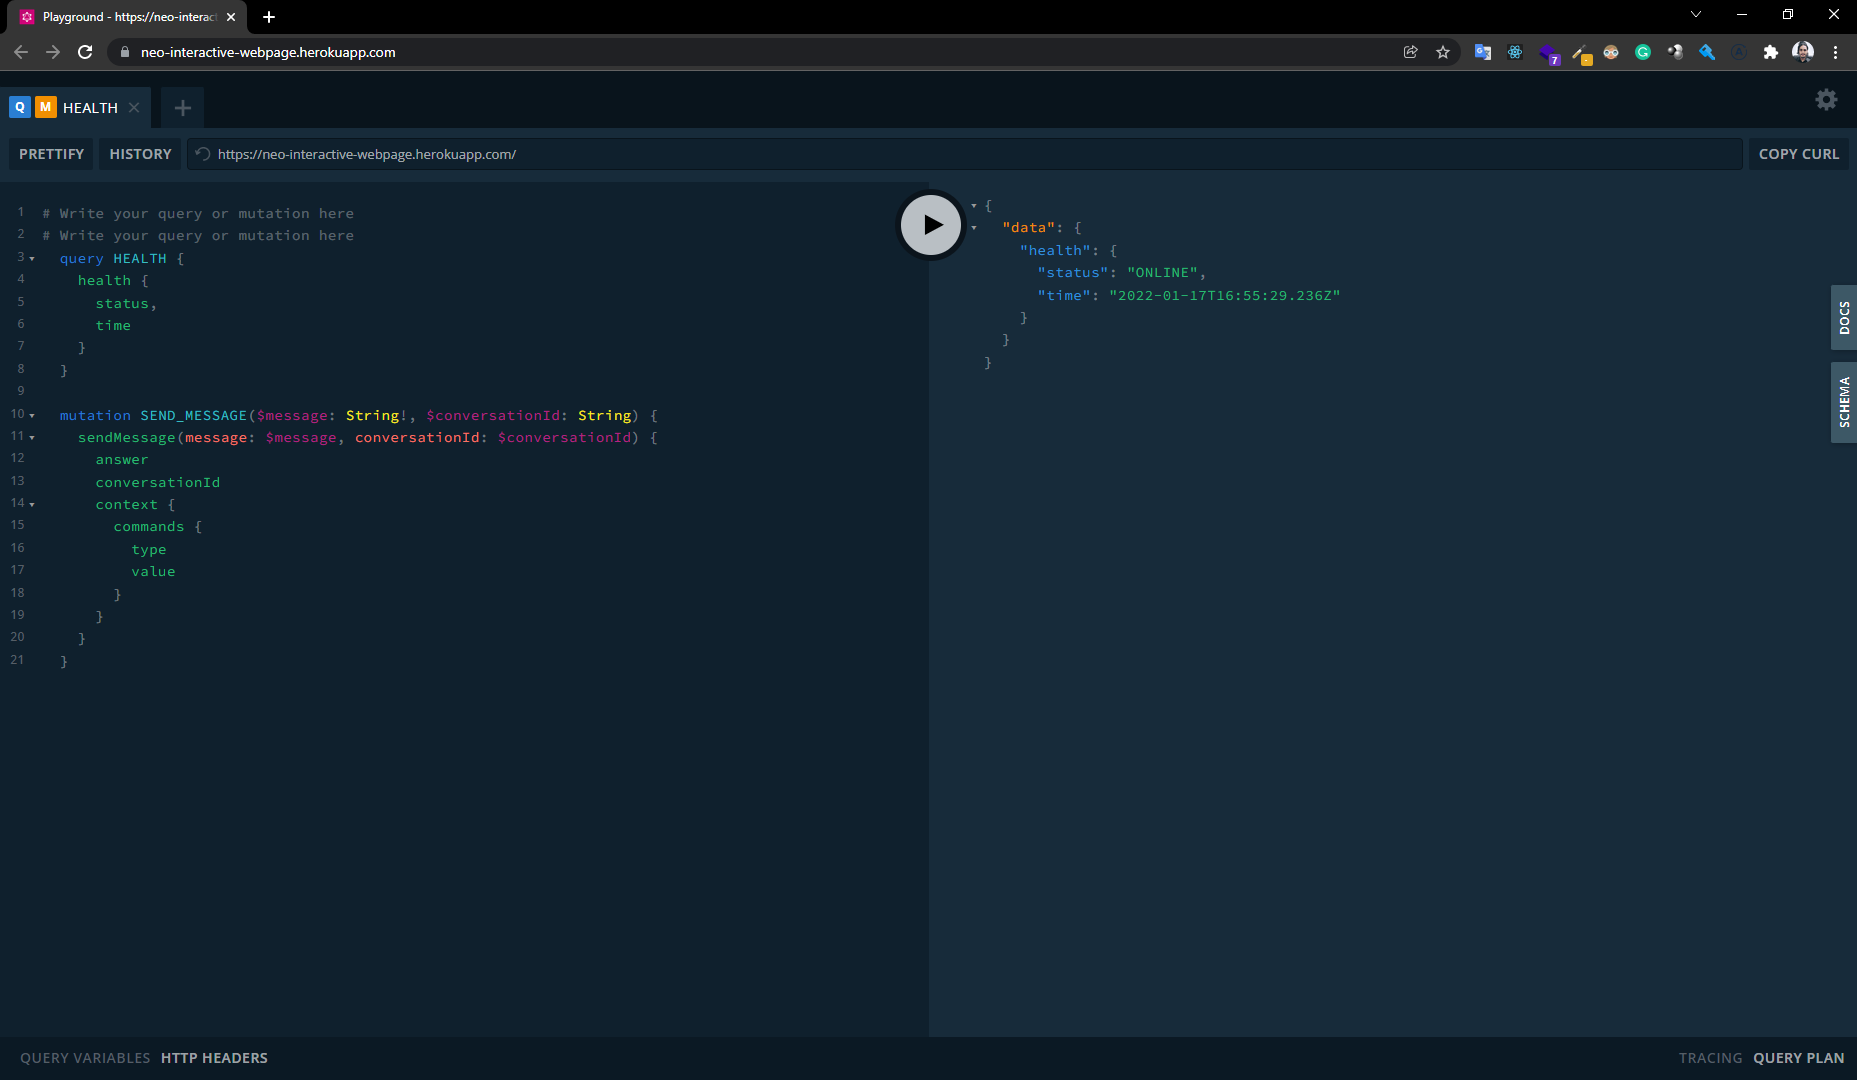 Playground - https://neo-interac
neo-interactive-webpage.herokuapp.com
7
Q M HEALTH
PRETTIFY HISTORY https://neo-interactive-webpage.herokuapp.com/ COPY CURL
1 # Write your query or mutation here
2 # Write your query or mutation here
3 query HEALTH {
4 health {
5 status,
6 time
7 }
8 }
9
10 mutation SEND_MESSAGE($message: String!, $conversationId: String) {
11 sendMessage(message: $message, conversationId: $conversationId) {
12 answer
13 conversationId
14 context {
15 commands {
16 type
17 value
18 }
19 }
20 }
21 }
{
"data": {
"health": {
"status": "ONLINE",
"time": "2022-01-17T16:55:29.236Z"
}
}
}
DOCS
SCHEMA
QUERY VARIABLES HTTP HEADERS
TRACING QUERY PLAN